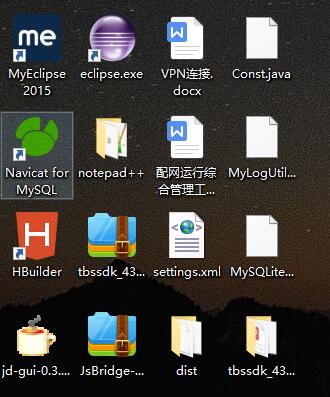 me
MyEclipse
2015
eclipse.exe
VPN连接.
docx
Const.java
Navicat for
MySQL
notepad++
配网运行综
合管理工...
MyLogUtil...
HBuilder
tbssdk_43...
settings.xml
MySQLite...
jd-gui-0.3....
JsBridge-...
dist
tbssdk_43...